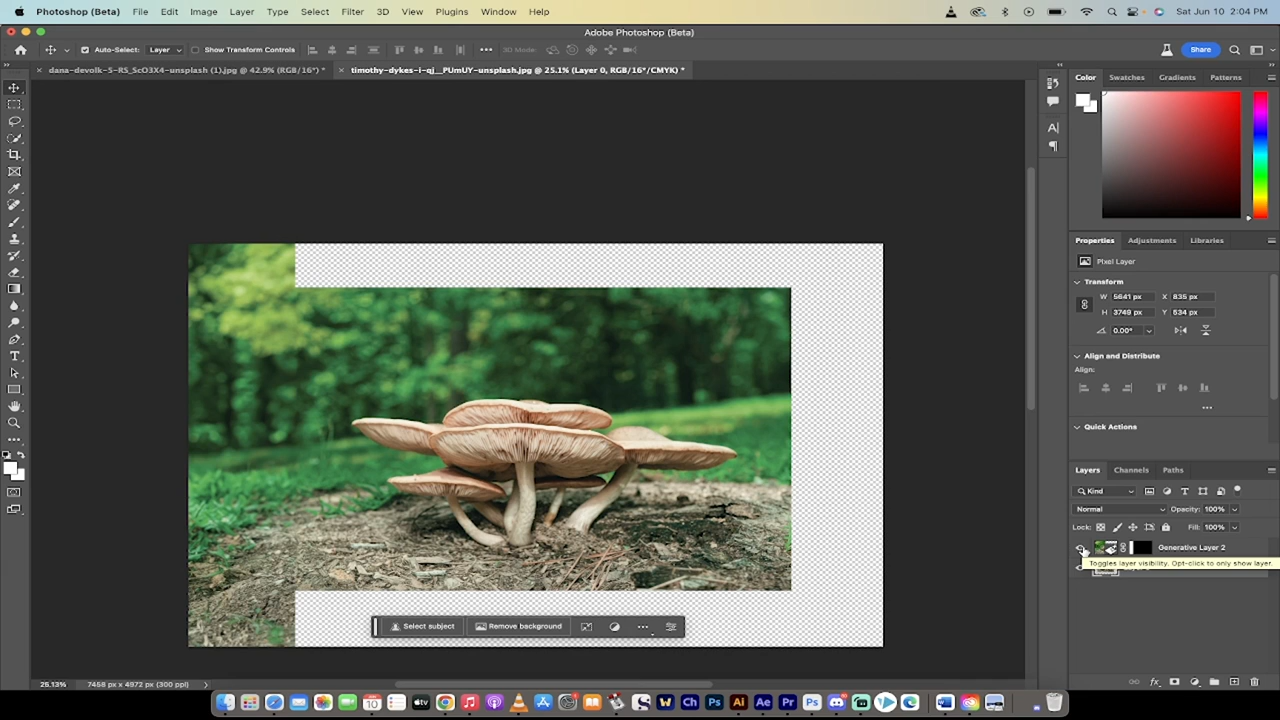 Photoshop (Beta) File Edit Image Layer Type Select Filter 3D View Plugins Window Help Sat Jun 10 2:04 PM
Adobe Photoshop (Beta)
Auto-Select: Layer Show Transform Controls 3D Mode: Share
dana-devolk-S-RS_ScO3X4-unsplash (1).jpg @ 42.9% (RGB/16*) * timothy-dykes-i-qj__PUmUY-unsplash.jpg @ 25.1% (Layer 0, RGB/16*/CMYK) *
Color Swatches Gradients Patterns
Properties Adjustments Libraries
Pixel Layer
Transform
W 5641 px X 835 px
H 3749 px Y 534 px
0.00°
Align and Distribute
Align:
Quick Actions
Layers Channels Paths
Kind
Normal Opacity: 100%
Lock: Fill: 100%
Generative Layer 2
Toggles layer visibility. Opt-click to only show layer.
Select subject Remove background
25.13% 7458 px x 4972 px (300 ppi)